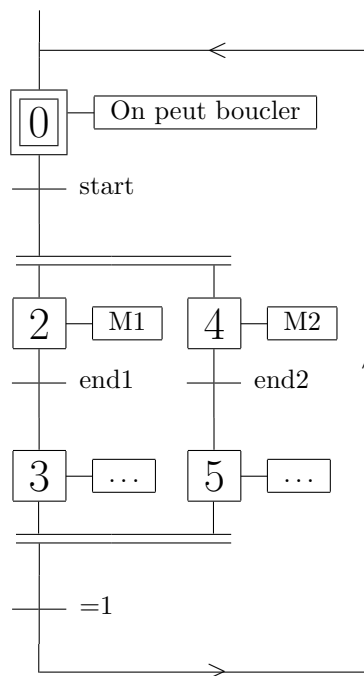 0 On peut boucler
start
2 M1 4 M2
end1 end2
3 ... 5 ...
=1